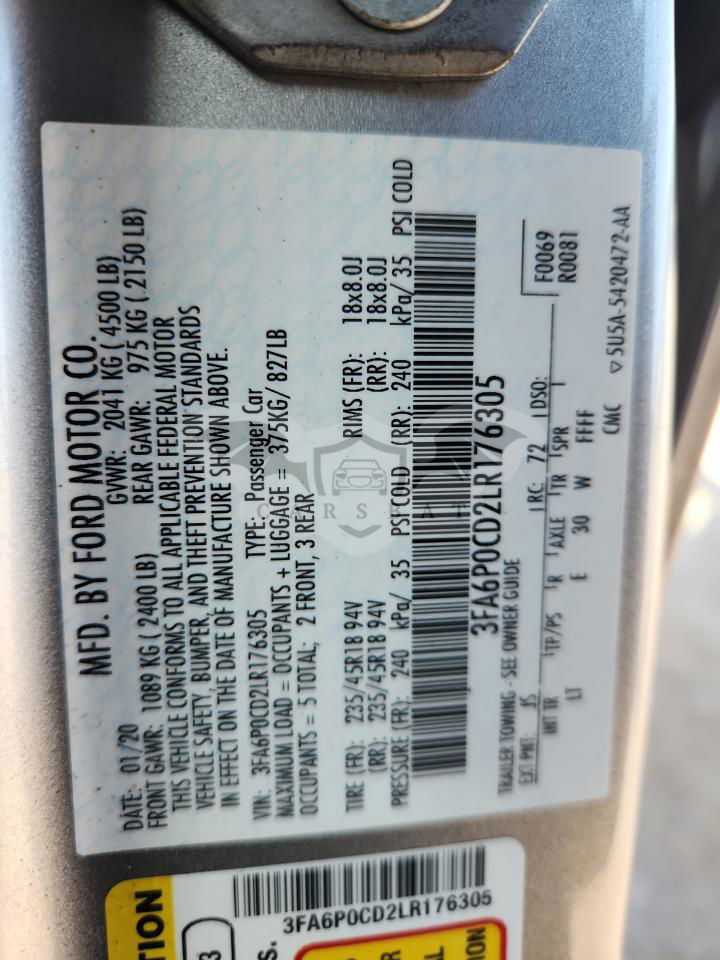 MFD. BY FORD MOTOR CO.
DATE: 01/20 GVWR: 2041 KG ( 4500 LB)
FRONT GAWR: 1089 KG ( 2400 LB) REAR GAWR: 975 KG ( 2150 LB)
THIS VEHICLE CONFORMS TO ALL APPLICABLE FEDERAL MOTOR
VEHICLE SAFETY, BUMPER, AND THEFT PREVENTION STANDARDS
IN EFFECT ON THE DATE OF MANUFACTURE SHOWN ABOVE.
VIN: 3FA6P0CD2LR176305 TYPE: Passenger Car
MAXIMUM LOAD = OCCUPANTS + LUGGAGE = 375KG/ 827LB
OCCUPANTS = 5 TOTAL; 2 FRONT, 3 REAR
TIRE (FR): 235/45R18 94V RIMS (FR): 18x8.0J
(RR): 235/45R18 94V (RR): 18x8.0J
PRESSURE (FR): 240 kPa/ 35 PSI COLD (RR): 240 kPa/ 35 PSI COLD
3FA6P0CD2LR176305
TRAILER TOWING - SEE OWNER GUIDE F0069
EXT PNT: JS RC: 72 DSO: R0081
INT TR TP/PS R AXLE TR SPR
LT E 30 W FFFF
CMC 5U5A-5420472-AA
CARSEAT
3FA6P0CD2LR176305